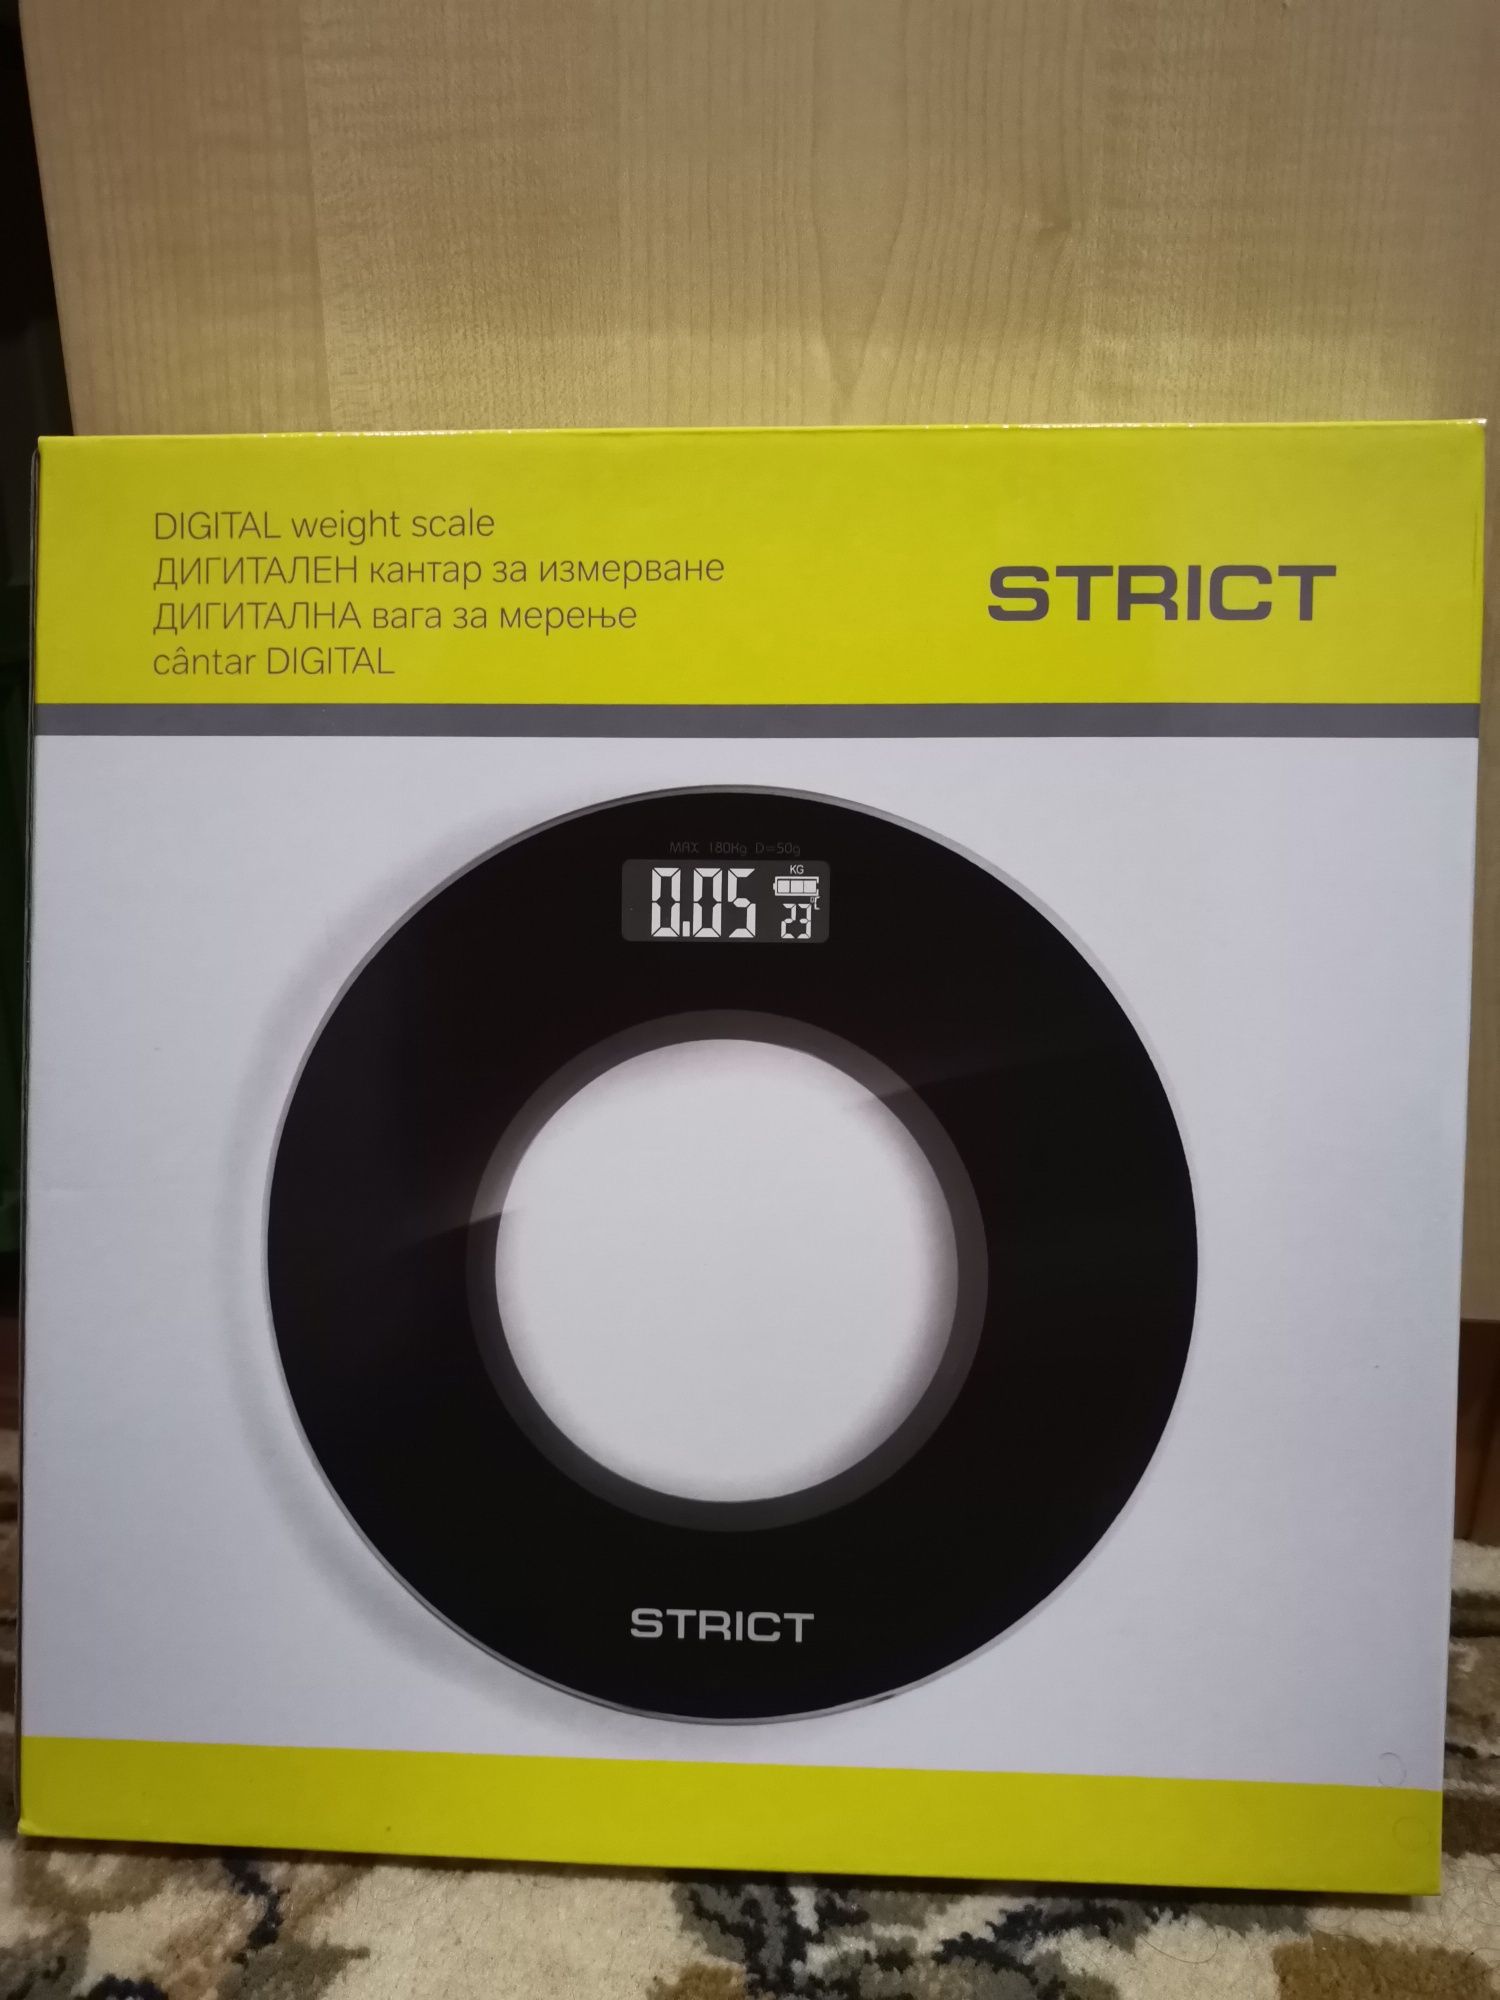 DIGITAL weight scale
ДИГИТАЛЕН кантар за измерване
ДИГИТАЛНА вага за мерење
cântar DIGITAL
STRICT
MAX 180Kg D=50g
KG
0.05
23°C
STRICT